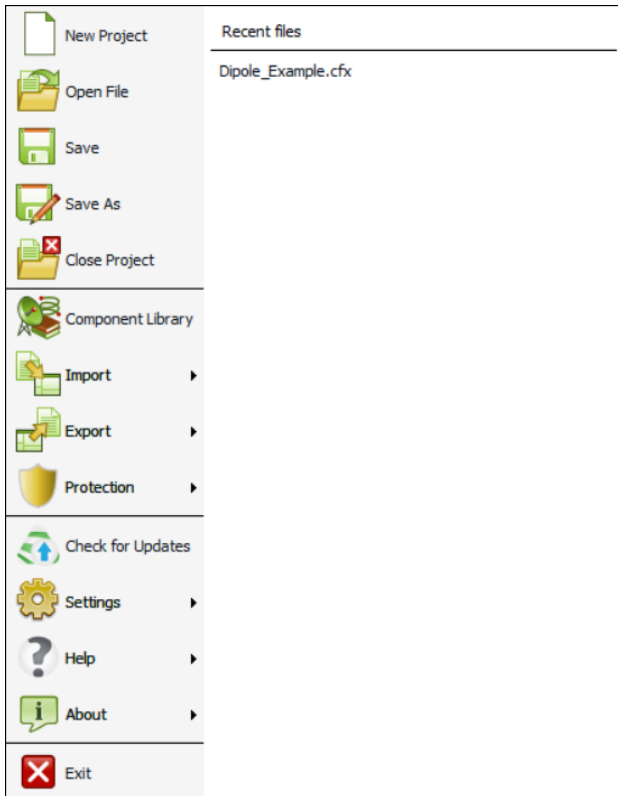 New Project
Open File
Save
Save As
Close Project
Component Library
Import
Export
Protection
Check for Updates
Settings
Help
About
Exit
Recent files
Dipole_Example.cfx